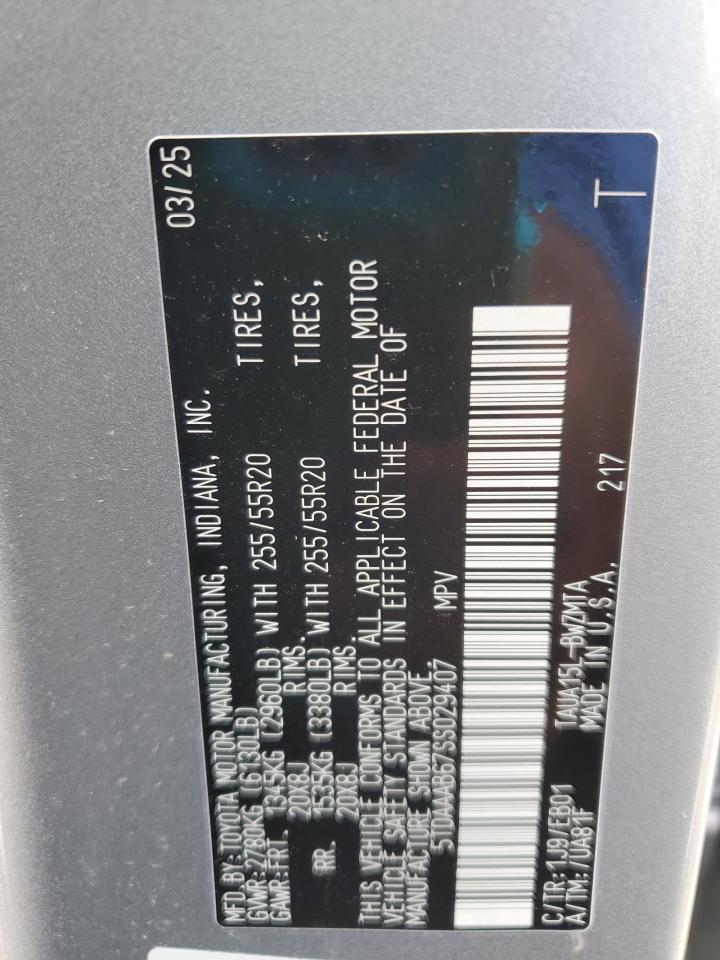 MFD.BY:TOYOTA MOTOR MANUFACTURING, INDIANA, INC. 03/25
GVWR:2780KG (6130LB)
GAWR:FRT. 1345KG (2960LB) WITH 255/55R20 TIRES,
20X8J RIMS.
RR. 1535KG (3380LB) WITH 255/55R20 TIRES,
20X8J RIMS.
THIS VEHICLE CONFORMS TO ALL APPLICABLE FEDERAL MOTOR
VEHICLE SAFETY STANDARDS IN EFFECT ON THE DATE OF
MANUFACTURE SHOWN ABOVE.
5TDAAAB67SS029407 MPV
C/TR:1J9/EB01 TAUA15L-BWZMTA T
A/TM:/UA81F MADE IN U.S.A. 217